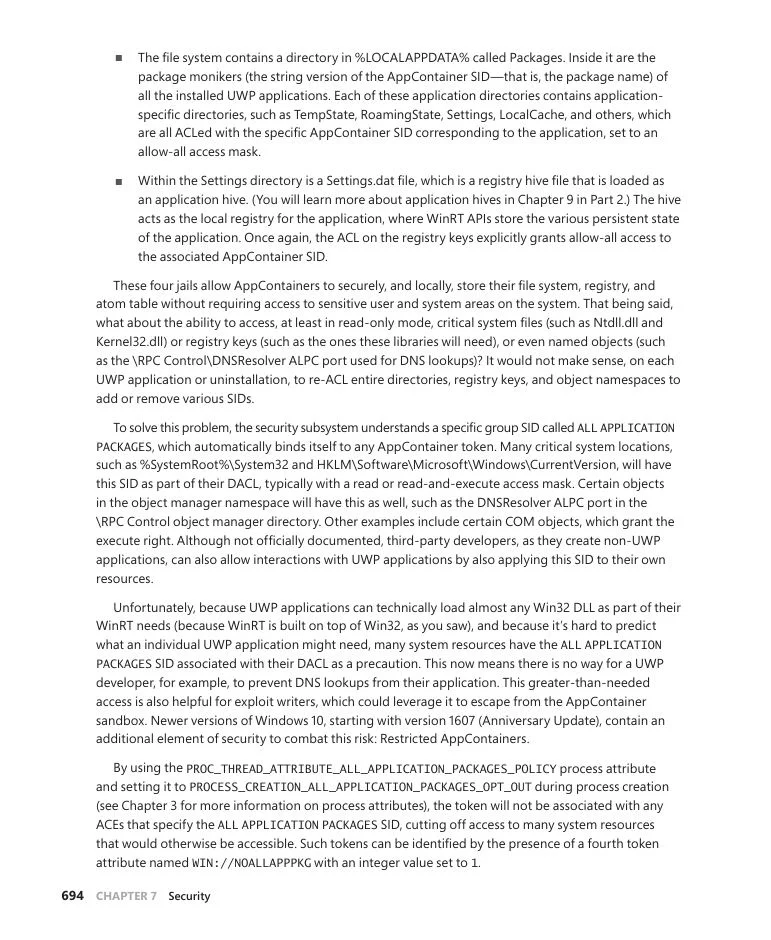 ■ The file system contains a directory in %LOCALAPPDATA% called Packages. Inside it are the
package monikers (the string version of the AppContainer SID—that is, the package name) of
all the installed UWP applications. Each of these application directories contains application-
specific directories, such as TempState, RoamingState, Settings, LocalCache, and others, which
are all ACLed with the specific AppContainer SID corresponding to the application, set to an
allow-all access mask.
■ Within the Settings directory is a Settings.dat file, which is a registry hive file that is loaded as
an application hive. (You will learn more about application hives in Chapter 9 in Part 2.) The hive
acts as the local registry for the application, where WinRT APIs store the various persistent state
of the application. Once again, the ACL on the registry keys explicitly grants allow-all access to
the associated AppContainer SID.
These four jails allow AppContainers to securely, and locally, store their file system, registry, and
atom table without requiring access to sensitive user and system areas on the system. That being said,
what about the ability to access, at least in read-only mode, critical system files (such as Ntdll.dll and
Kernel32.dll) or registry keys (such as the ones these libraries will need), or even named objects (such
as the \RPC Control\DNSResolver ALPC port used for DNS lookups)? It would not make sense, on each
UWP application or uninstallation, to re-ACL entire directories, registry keys, and object namespaces to
add or remove various SIDs.
To solve this problem, the security subsystem understands a specific group SID called ALL APPLICATION
PACKAGES, which automatically binds itself to any AppContainer token. Many critical system locations,
such as %SystemRoot%\System32 and HKLM\Software\Microsoft\Windows\CurrentVersion, will have
this SID as part of their DACL, typically with a read or read-and-execute access mask. Certain objects
in the object manager namespace will have this as well, such as the DNSResolver ALPC port in the
\RPC Control object manager directory. Other examples include certain COM objects, which grant the
execute right. Although not officially documented, third-party developers, as they create non-UWP
applications, can also allow interactions with UWP applications by also applying this SID to their own
resources.
Unfortunately, because UWP applications can technically load almost any Win32 DLL as part of their
WinRT needs (because WinRT is built on top of Win32, as you saw), and because it's hard to predict
what an individual UWP application might need, many system resources have the ALL APPLICATION
PACKAGES SID associated with their DACL as a precaution. This now means there is no way for a UWP
developer, for example, to prevent DNS lookups from their application. This greater-than-needed
access is also helpful for exploit writers, which could leverage it to escape from the AppContainer
sandbox. Newer versions of Windows 10, starting with version 1607 (Anniversary Update), contain an
additional element of security to combat this risk: Restricted AppContainers.
By using the PROC_THREAD_ATTRIBUTE_ALL_APPLICATION_PACKAGES_POLICY process attribute
and setting it to PROCESS_CREATION_ALL_APPLICATION_PACKAGES_OPT_OUT during process creation
(see Chapter 3 for more information on process attributes), the token will not be associated with any
ACEs that specify the ALL APPLICATION PACKAGES SID, cutting off access to many system resources
that would otherwise be accessible. Such tokens can be identified by the presence of a fourth token
attribute named WIN://NOALLAPPPKG with an integer value set to 1.
694 CHAPTER 7 Security